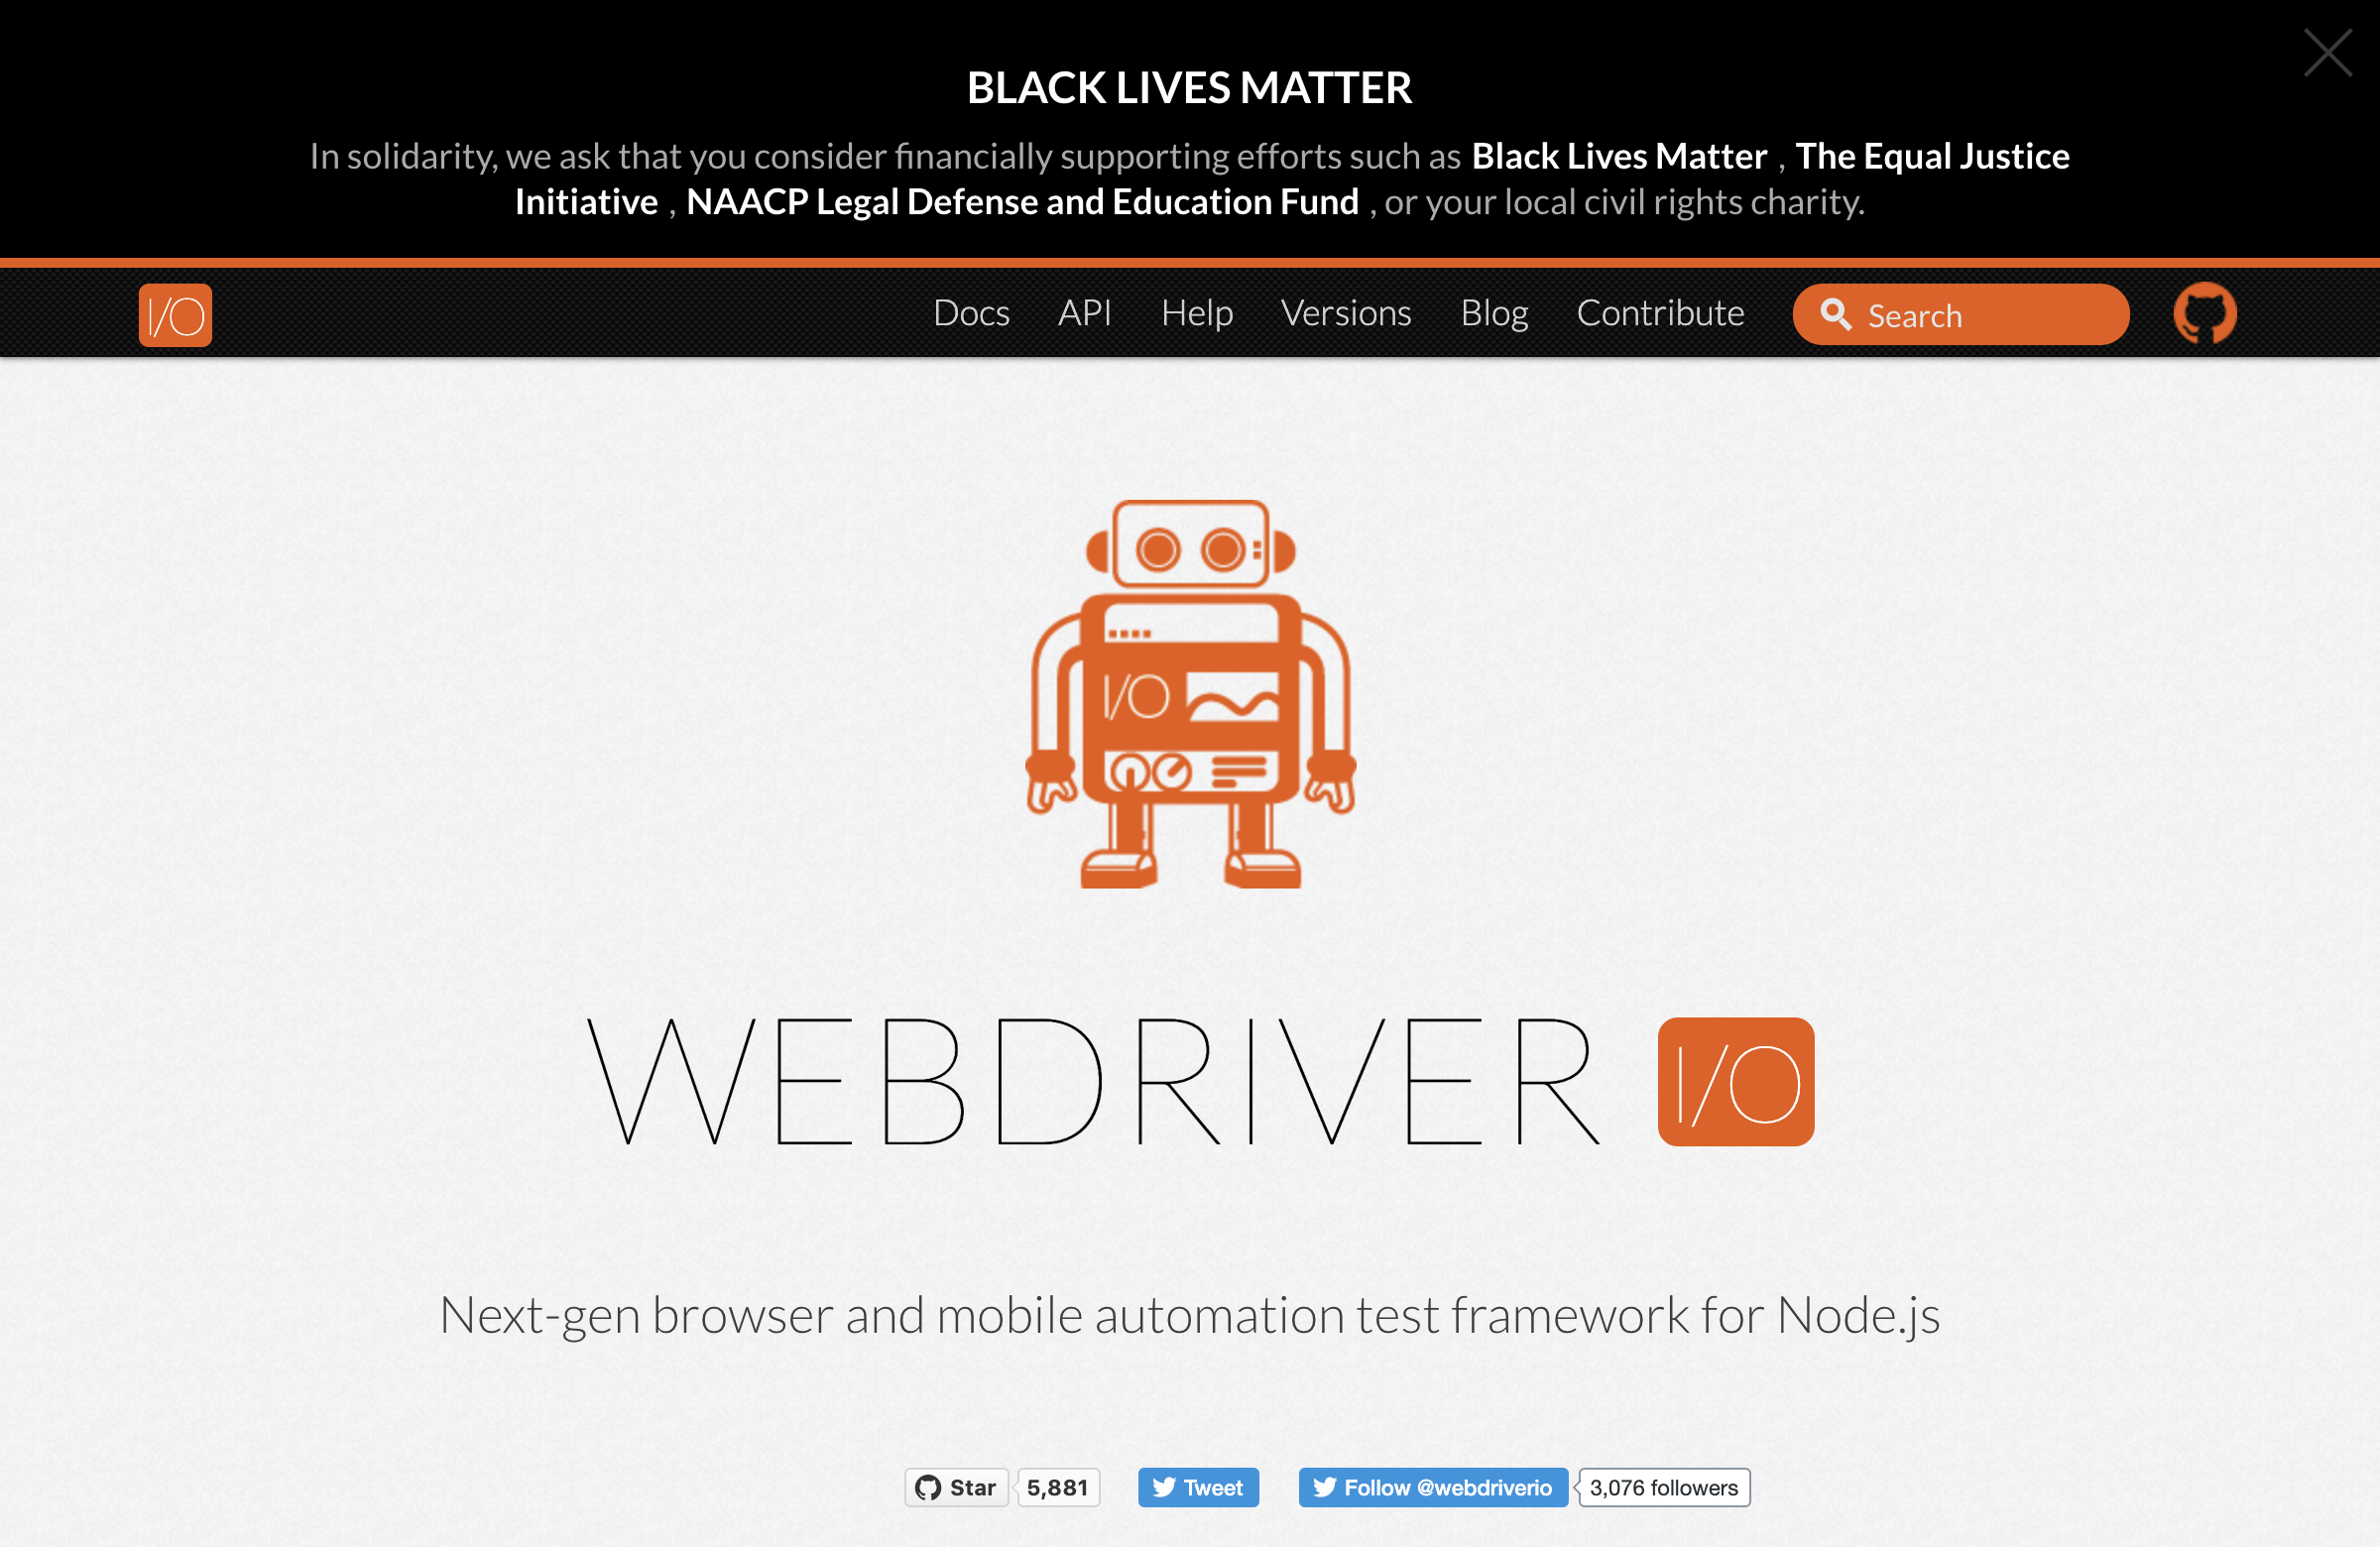 BLACK LIVES MATTER
In solidarity, we ask that you consider financially supporting efforts such as Black Lives Matter , The Equal Justice
Initiative , NAACP Legal Defense and Education Fund , or your local civil rights charity.
I/O Docs API Help Versions Blog Contribute Search
I/O
WEBDRIVER I/O
Next-gen browser and mobile automation test framework for Node.js
Star 5,881 Tweet Follow @webdriverio 3,076 followers